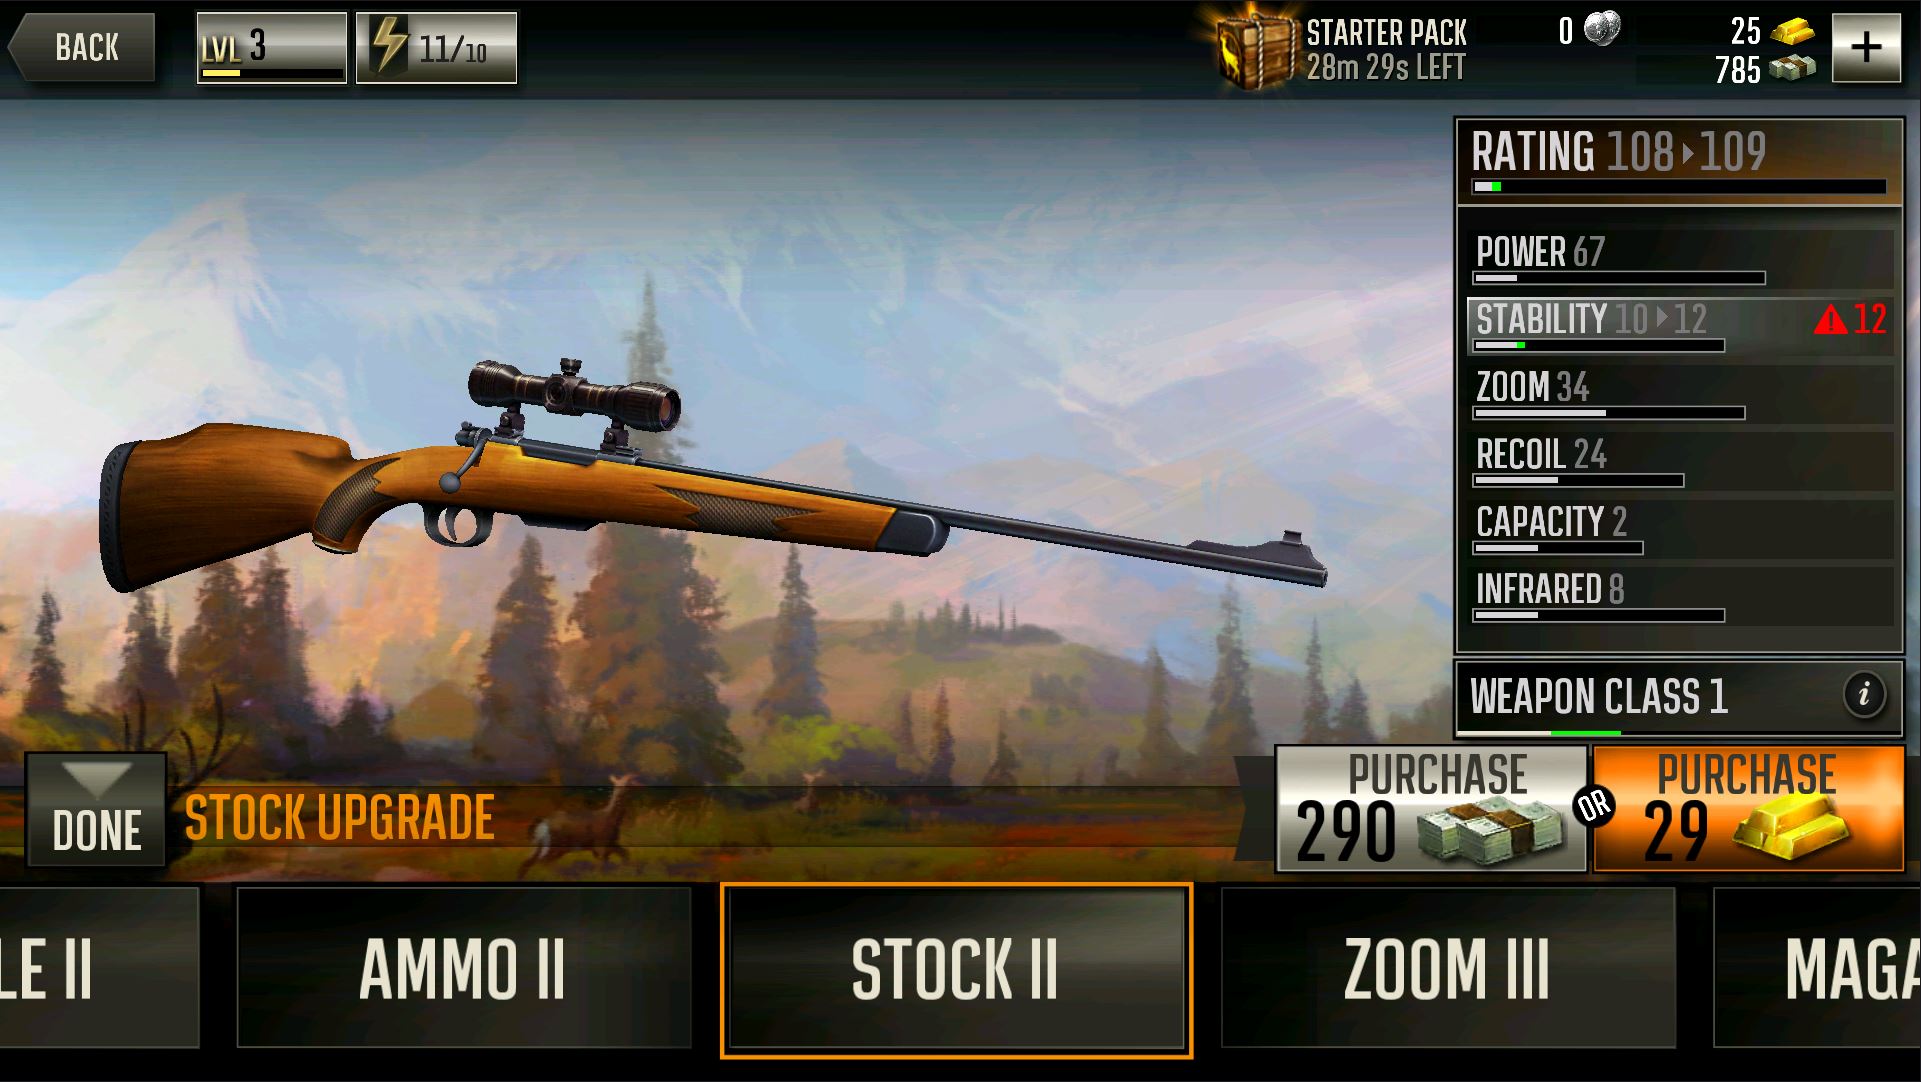 BACK
LVL 3
11/10
STARTER PACK
28m 29s LEFT
0
25
785
+
RATING 108 ▸ 109
POWER 67
STABILITY 10 ▸ 12
12
ZOOM 34
RECOIL 24
CAPACITY 2
INFRARED 8
WEAPON CLASS 1
i
DONE
STOCK UPGRADE
PURCHASE
290
OR
PURCHASE
29
LE II
AMMO II
STOCK II
ZOOM III
MAGA